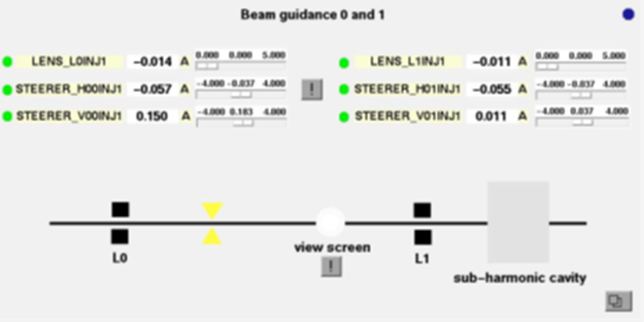 Beam guidance 0 and 1
LENS_L0INJ1 -0.014 A 0.000 0.000 5.000
LENS_L1INJ1 -0.011 A 0.000 0.000 5.000
STEERER_H00INJ1 -0.057 A -4.000 -0.037 4.000
!
STEERER_H01INJ1 -0.055 A -4.000 -0.037 4.000
STEERER_V00INJ1 0.150 A -4.000 0.183 4.000
STEERER_V01INJ1 0.011 A -4.000 0.037 4.000
view screen
L0
L1
!
sub-harmonic cavity